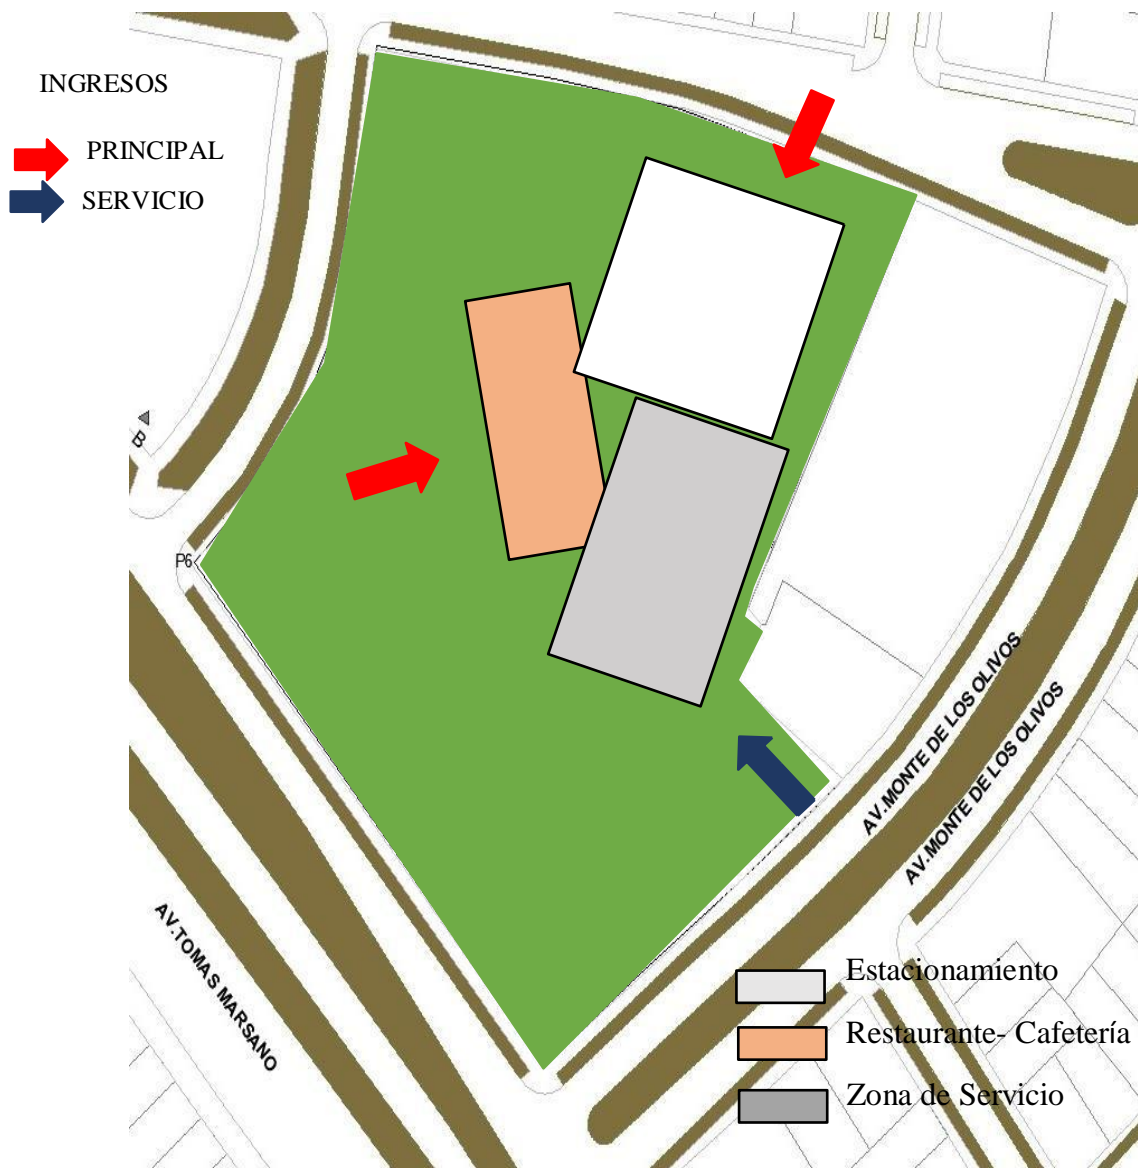 INGRESOS
PRINCIPAL
SERVICIO
B
P6
AV.MONTE DE LOS OLIVOS
AV.MONTE DE LOS OLIVOS
AV.TOMAS MARSANO
Estacionamiento
Restaurante- Cafetería
Zona de Servicio